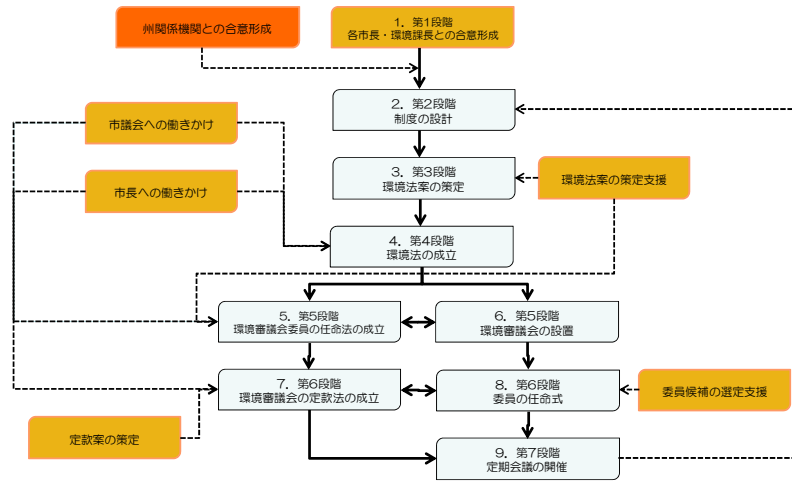 州関係機関との合意形成
1. 第1段階
各市長・環境課長との合意形成
2. 第2段階
制度の設計
市議会への働きかけ
3. 第3段階
環境法案の策定
環境法案の策定支援
市長への働きかけ
4. 第4段階
環境法の成立
5. 第5段階
環境審議会委員の任命法の成立
6. 第5段階
環境審議会の設置
7. 第6段階
環境審議会の定款法の成立
8. 第6段階
委員の任命式
委員候補の選定支援
定款案の策定
9. 第7段階
定期会議の開催